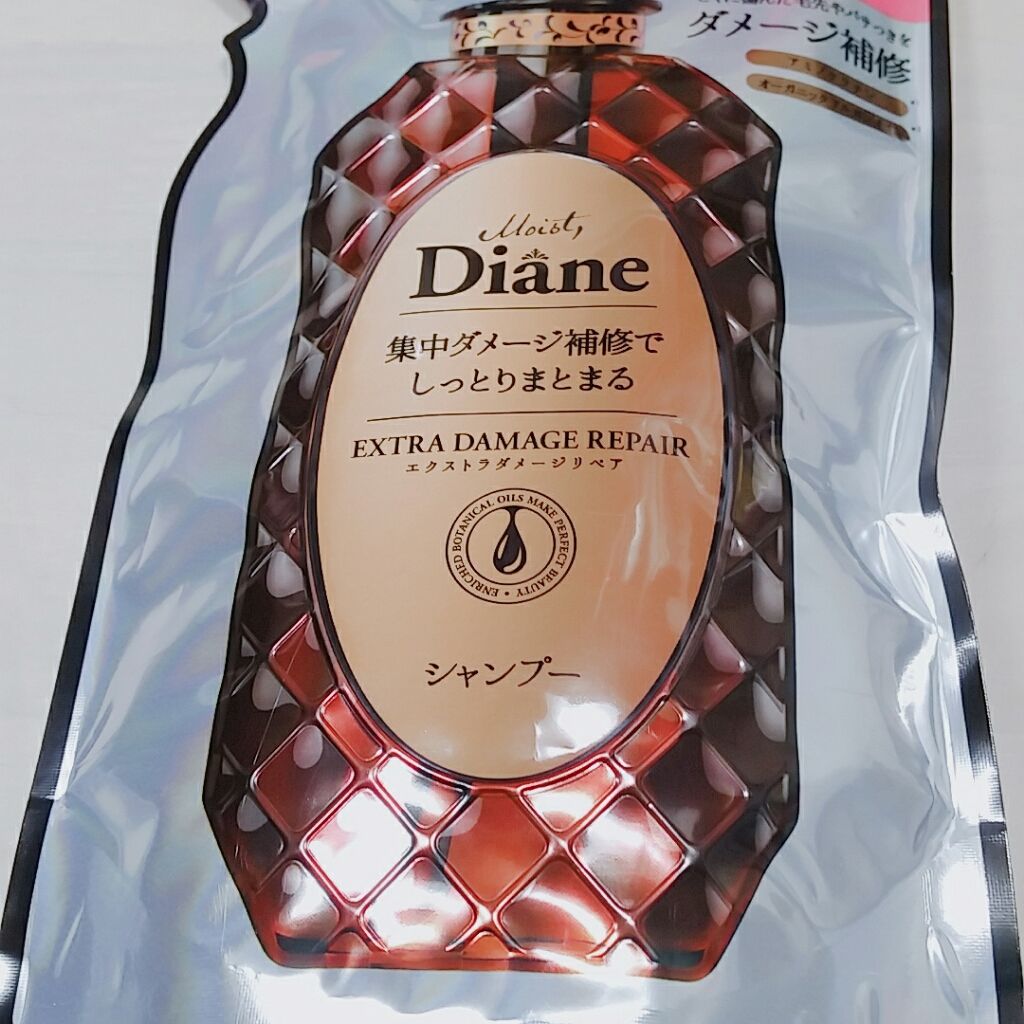 ダメージ補修
Moist,
Diane
集中ダメージ補修で
しっとりまとまる
EXTRA DAMAGE REPAIR
エクストラダメージリペア
ENRICHED BOTANICAL OILS MAKE PERFECT BEAUTY
シャンプー